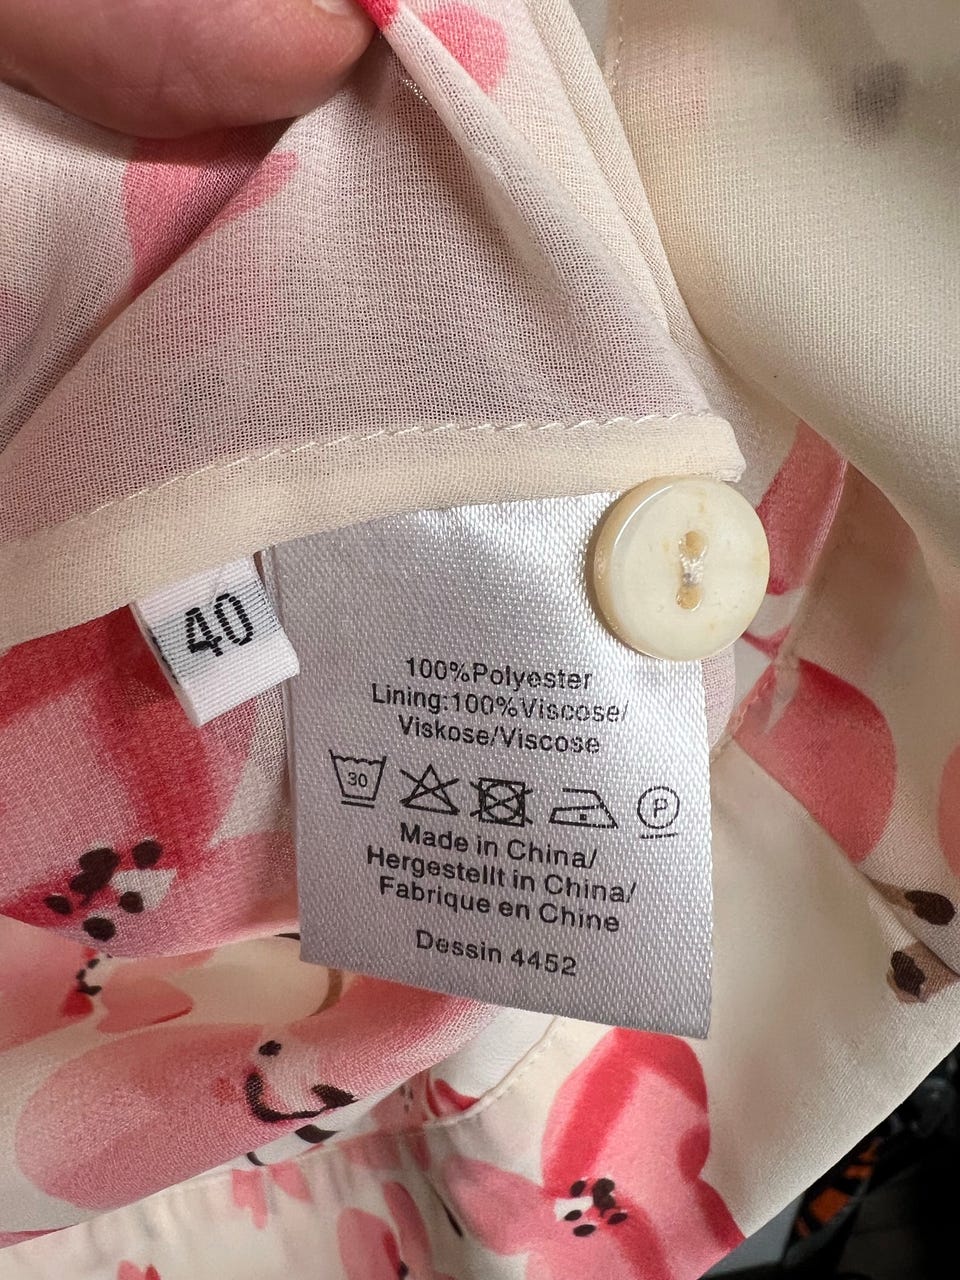 40
100%Polyester
Lining:100%Viscose/
Viskose/Viscose
30
P
Made in China/
Hergestellt in China/
Fabrique en Chine
Dessin 4452